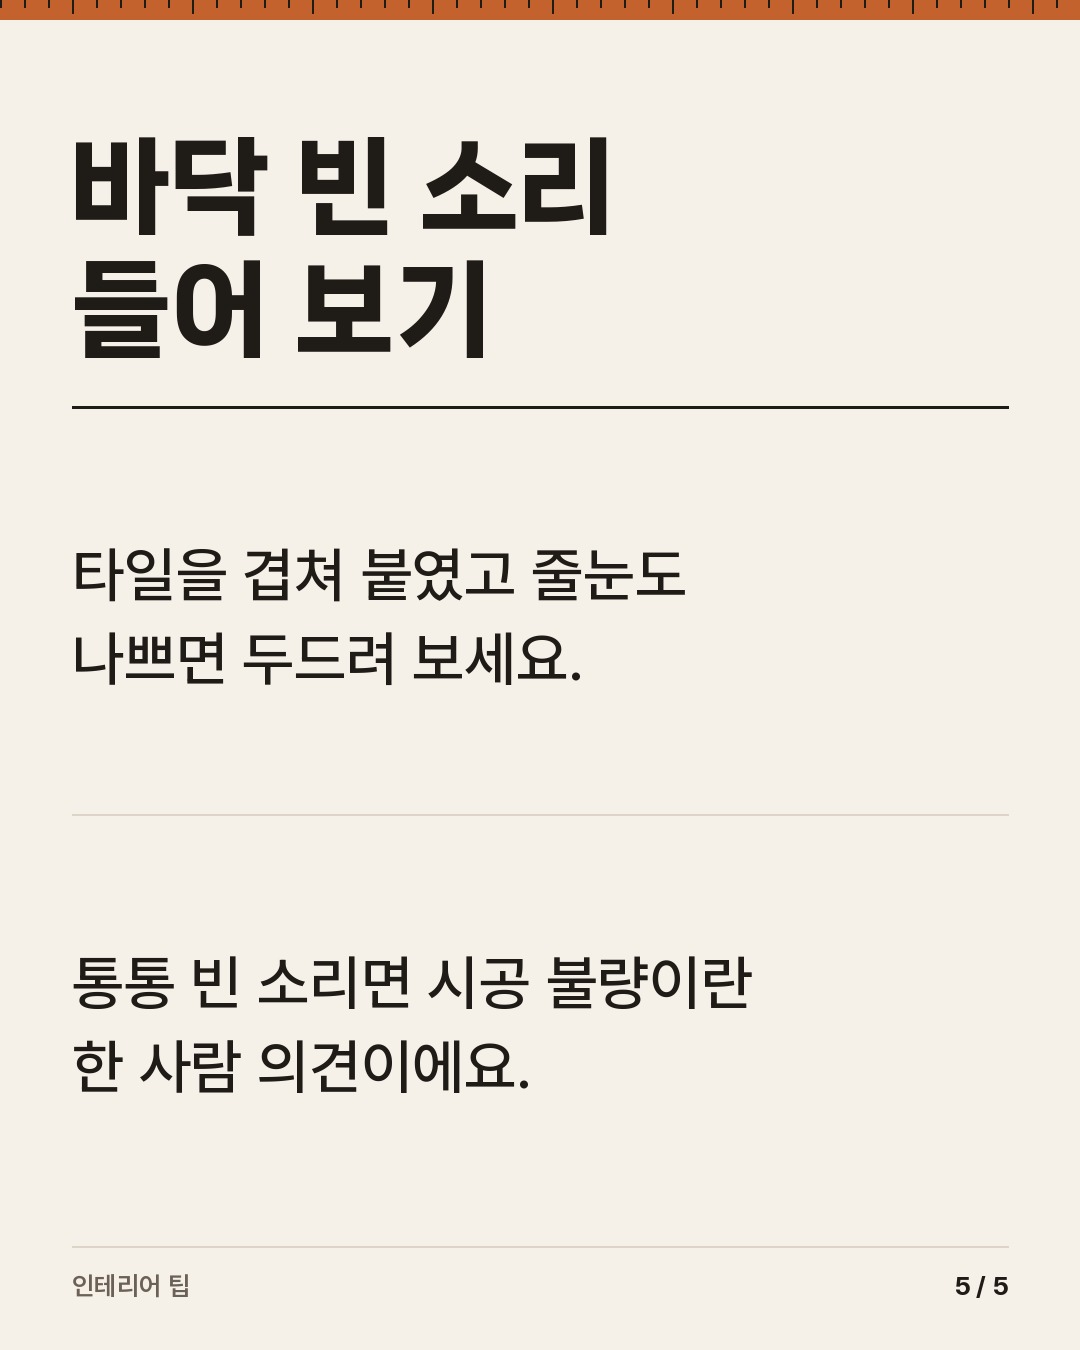 바닥 빈 소리
들어 보기
타일을 겹쳐 붙였고 줄눈도
나쁘면 두드려 보세요.
통통 빈 소리면 시공 불량이란
한 사람 의견이에요.
인테리어 팁
5 / 5